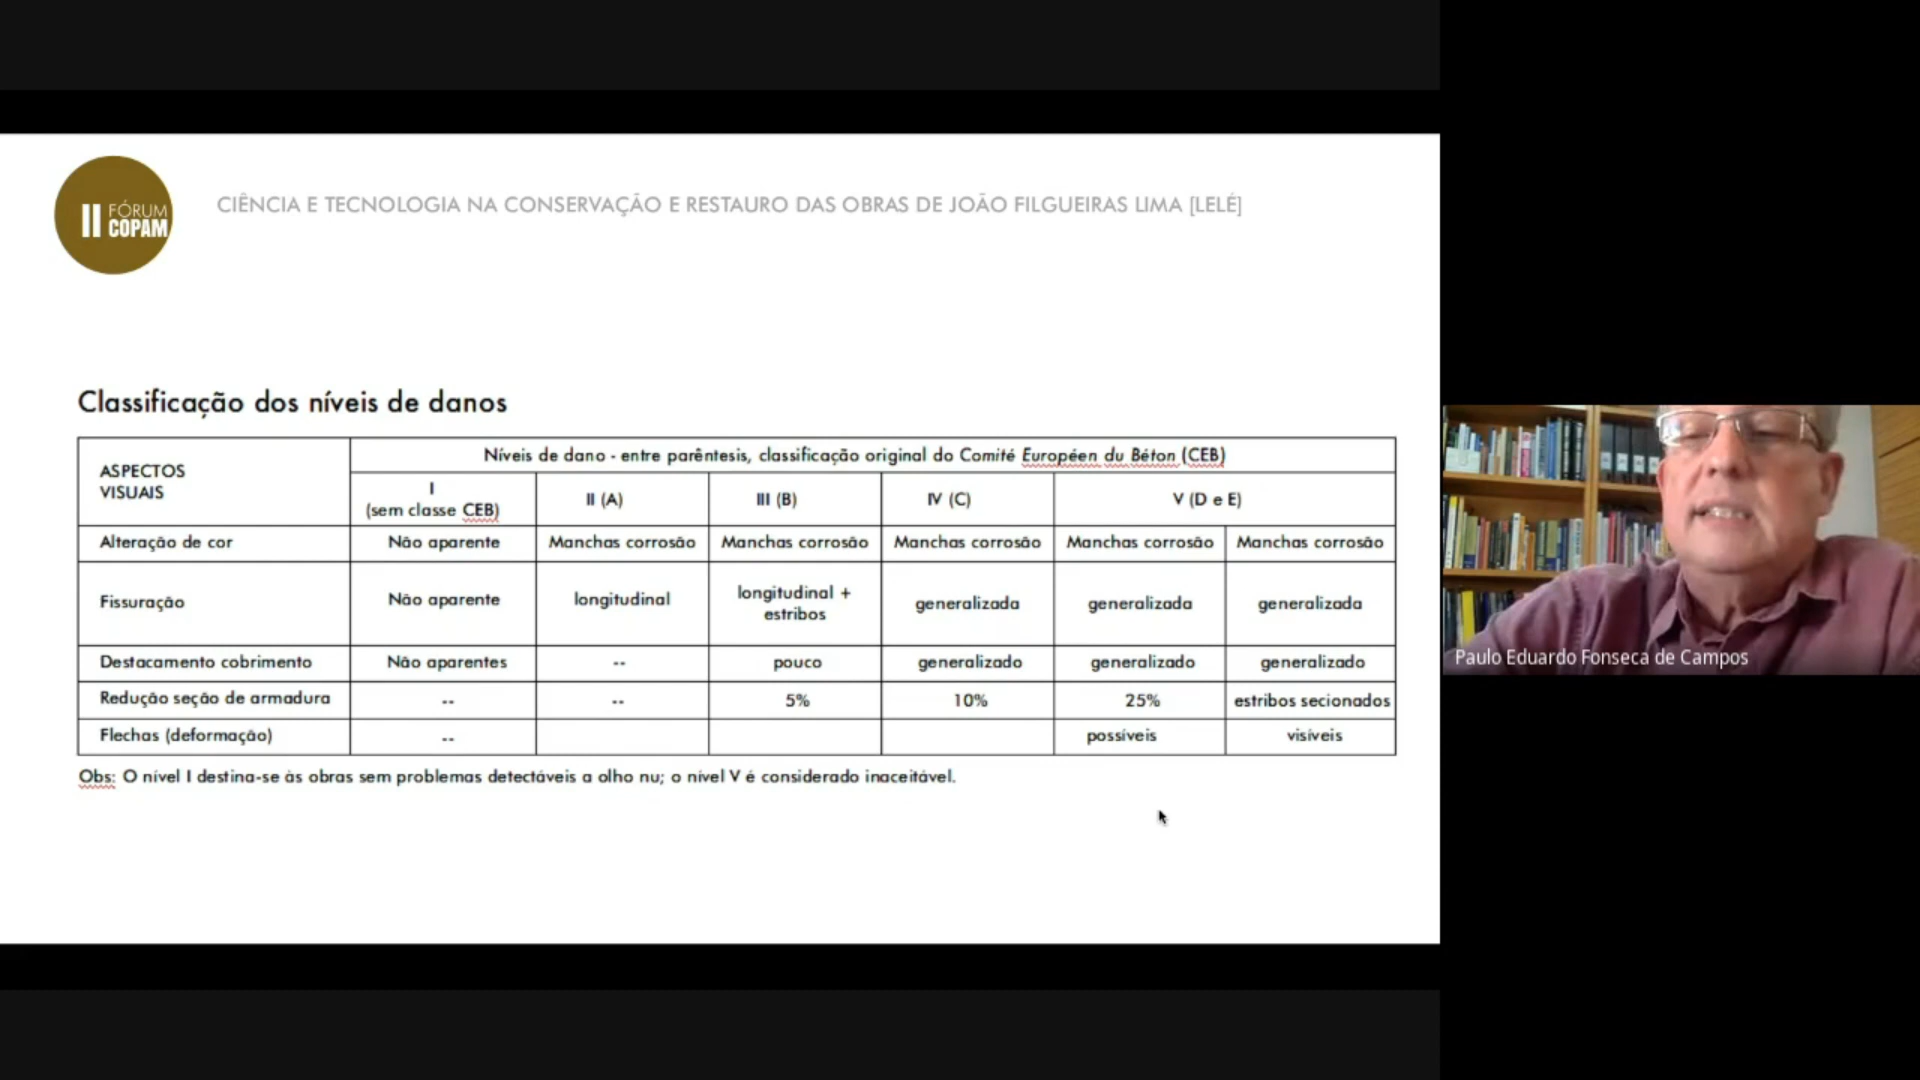 II FÓRUM
COPAM
CIÊNCIA E TECNOLOGIA NA CONSERVAÇÃO E RESTAURO DAS OBRAS DE JOÃO FILGUEIRAS LIMA [LELÉ]
Classificação dos níveis de danos
ASPECTOS
VISUAIS
Níveis de dano - entre parêntesis, classificação original do Comité Européen du Béton (CEB)
I
(sem classe CEB)
II (A)
III (B)
IV (C)
V (D e E)
Alteração de cor
Não aparente
Manchas corrosão
Manchas corrosão
Manchas corrosão
Manchas corrosão
Manchas corrosão
Fissuração
Não aparente
longitudinal
longitudinal +
estribos
generalizada
generalizada
generalizada
Destacamento cobrimento
Não aparentes
--
pouco
generalizado
generalizado
generalizado
Redução seção de armadura
--
--
5%
10%
25%
estribos secionados
Flechas (deformação)
--
possíveis
visíveis
Obs: O nível I destina-se às obras sem problemas detectáveis a olho nu; o nível V é considerado inaceitável.
Paulo Eduardo Fonseca de Campos